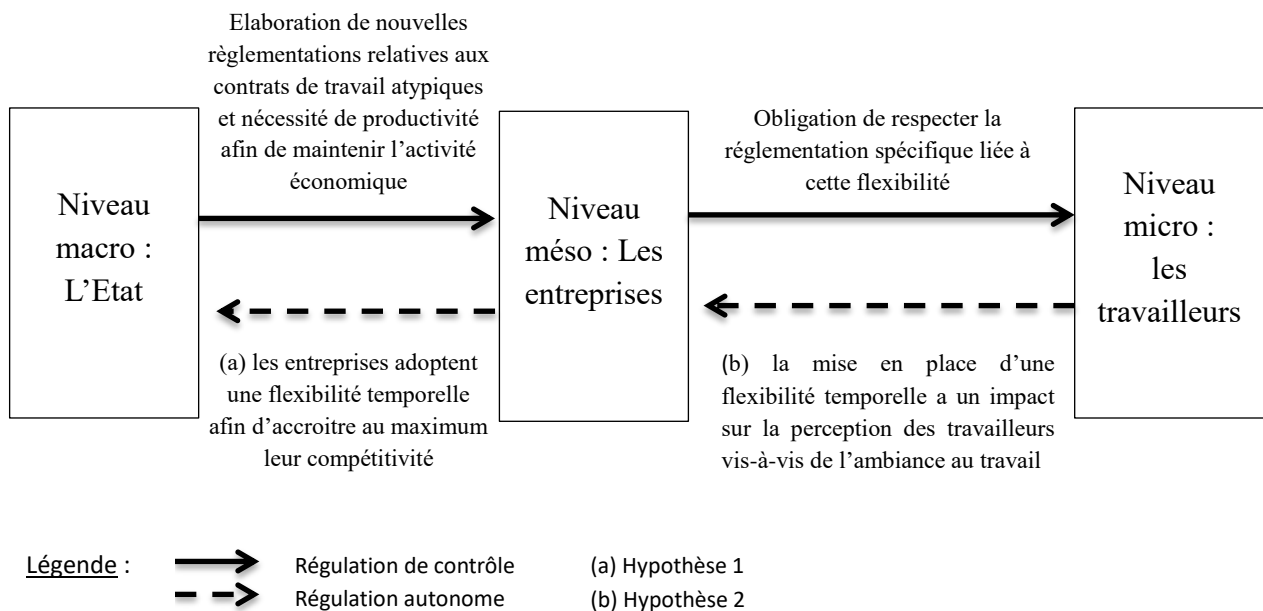 Elaboration de nouvelles
règlementations relatives aux
contrats de travail atypiques
et nécessité de productivité
afin de maintenir l’activité
économique
Obligation de respecter la
réglementation spécifique liée à
cette flexibilité
Niveau
macro :
L’Etat
Niveau
méso : Les
entreprises
Niveau
micro :
les
travailleurs
(a) les entreprises adoptent
une flexibilité temporelle
afin d’accroitre au maximum
leur compétitivité
(b) la mise en place d’une
flexibilité temporelle a un impact
sur la perception des travailleurs
vis-à-vis de l’ambiance au travail
Légende :
Régulation de contrôle (a) Hypothèse 1
Régulation autonome (b) Hypothèse 2